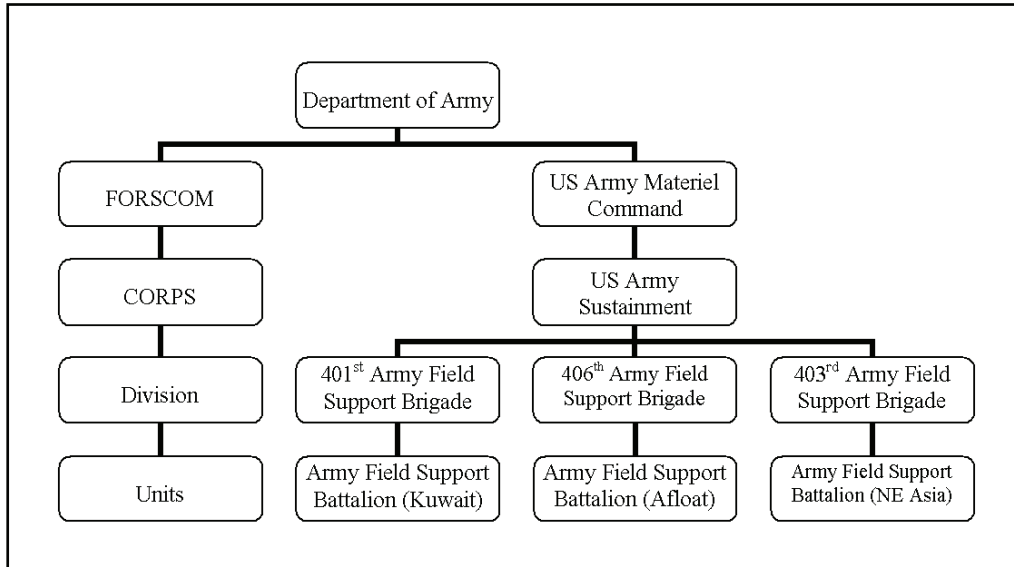 Department of Army
FORSCOM
US Army Materiel
Command
CORPS
US Army
Sustainment
Division
401st Army Field
Support Brigade
406th Army Field
Support Brigade
403rd Army Field
Support Brigade
Units
Army Field Support
Battalion (Kuwait)
Army Field Support
Battalion (Afloat)
Army Field Support
Battalion (NE Asia)